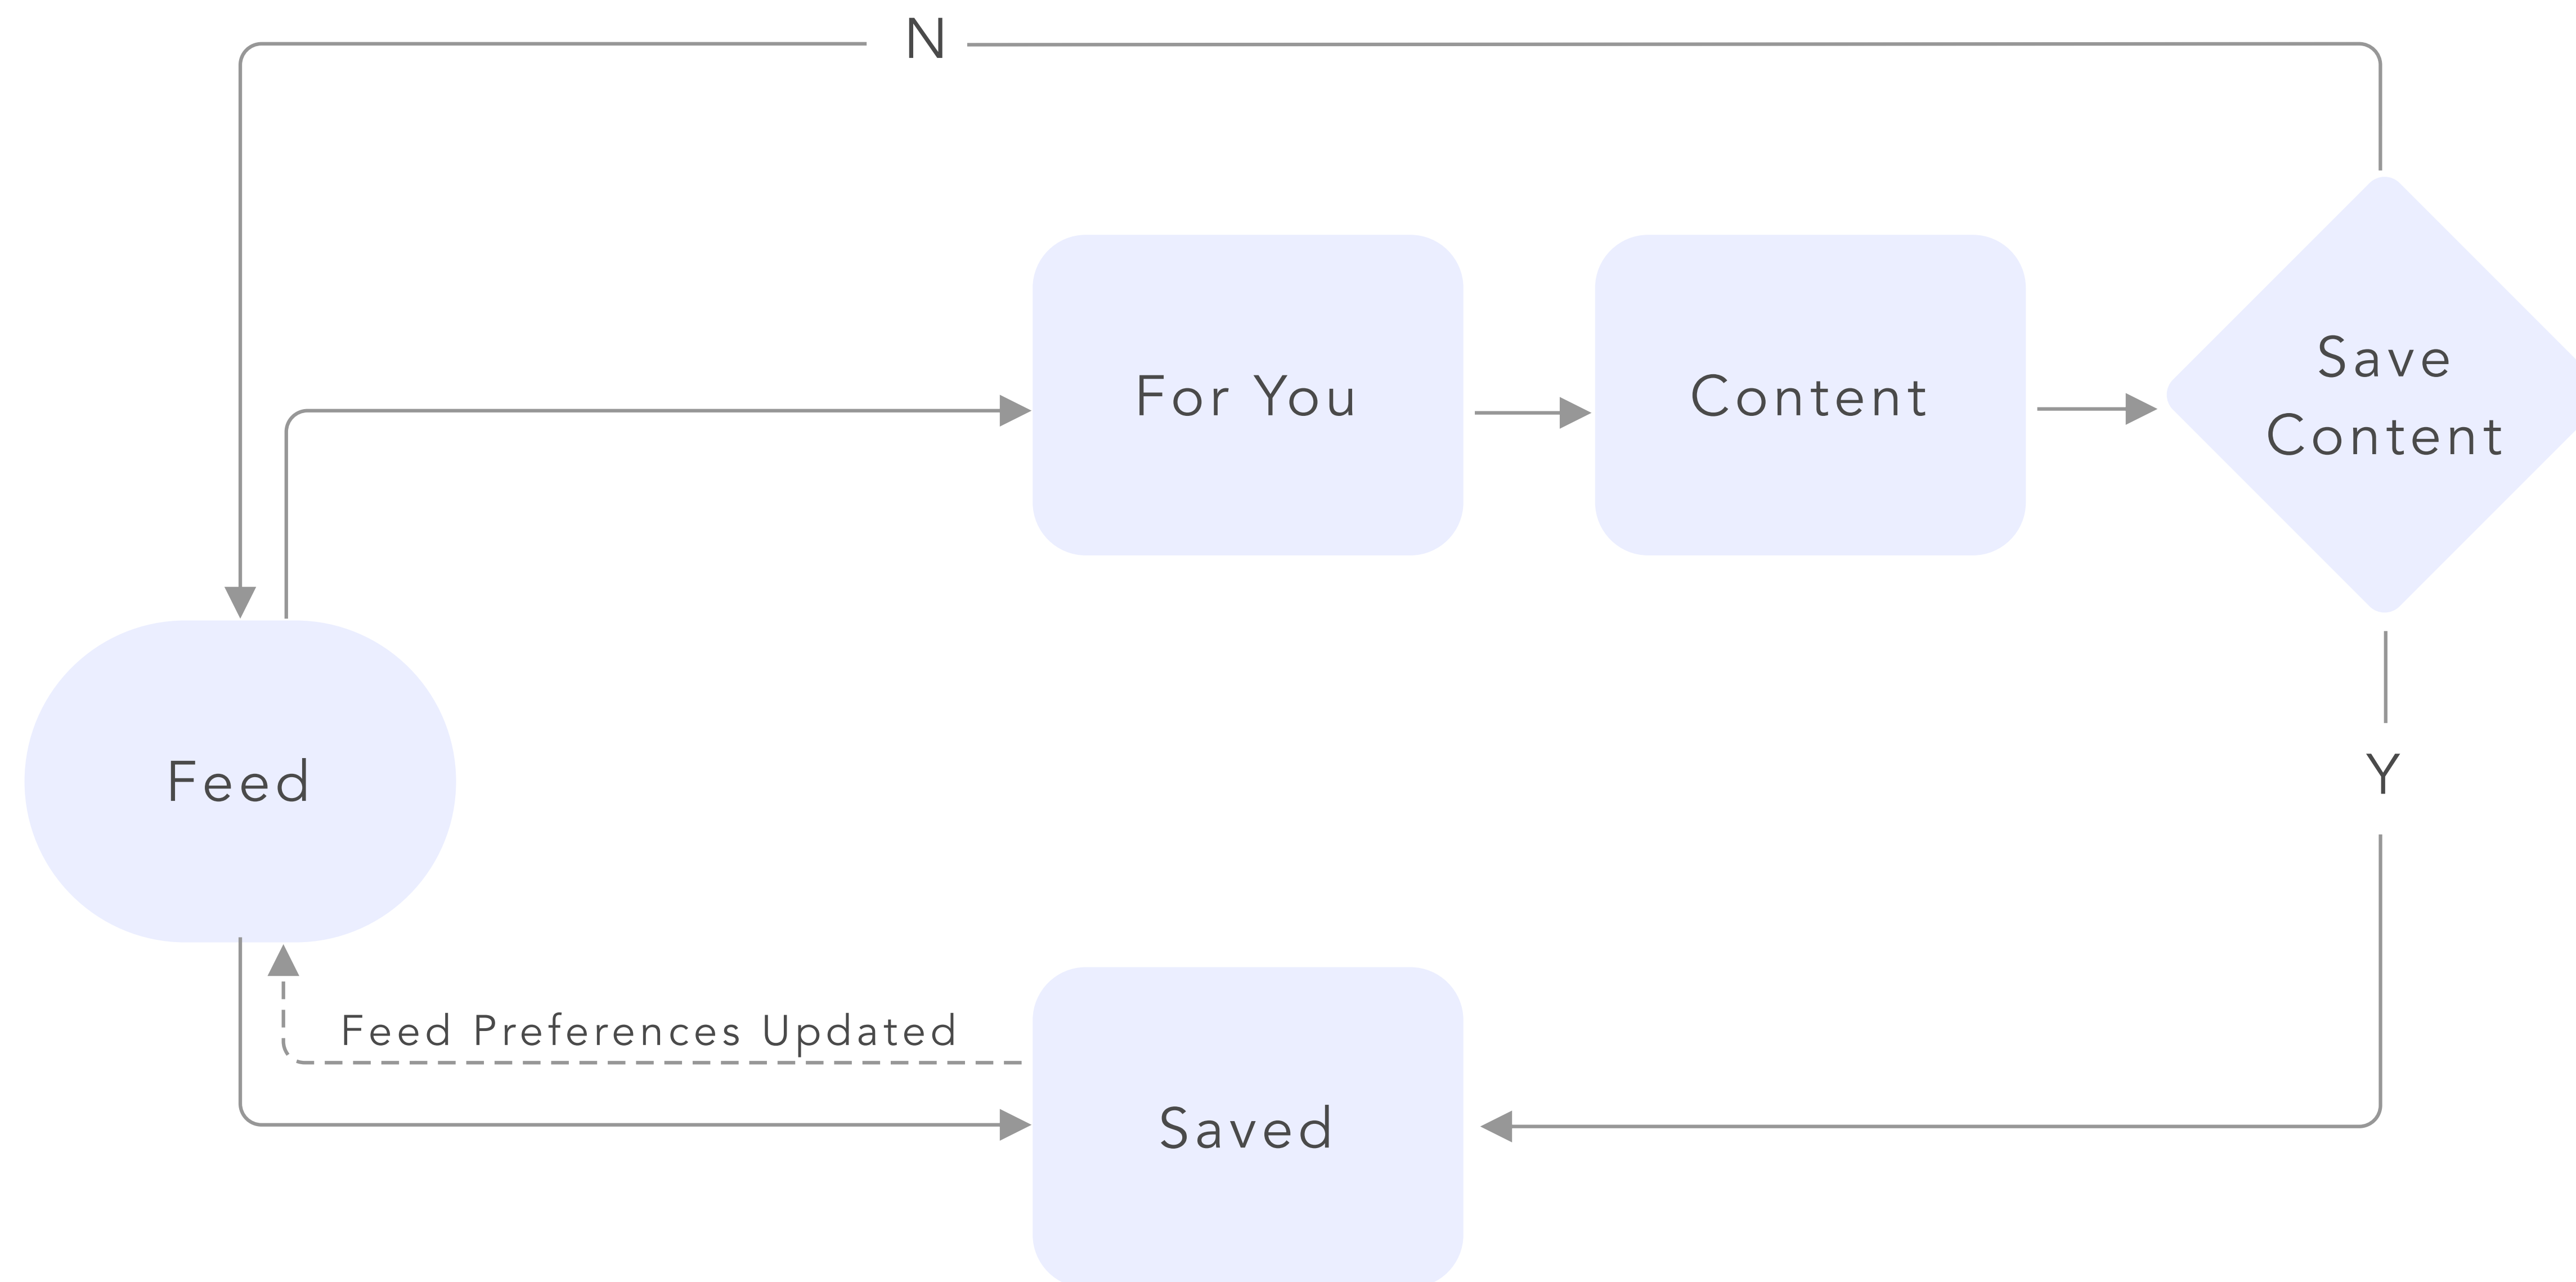 N
For You
Content
Save
Content
Feed
Y
Feed Preferences Updated
Saved